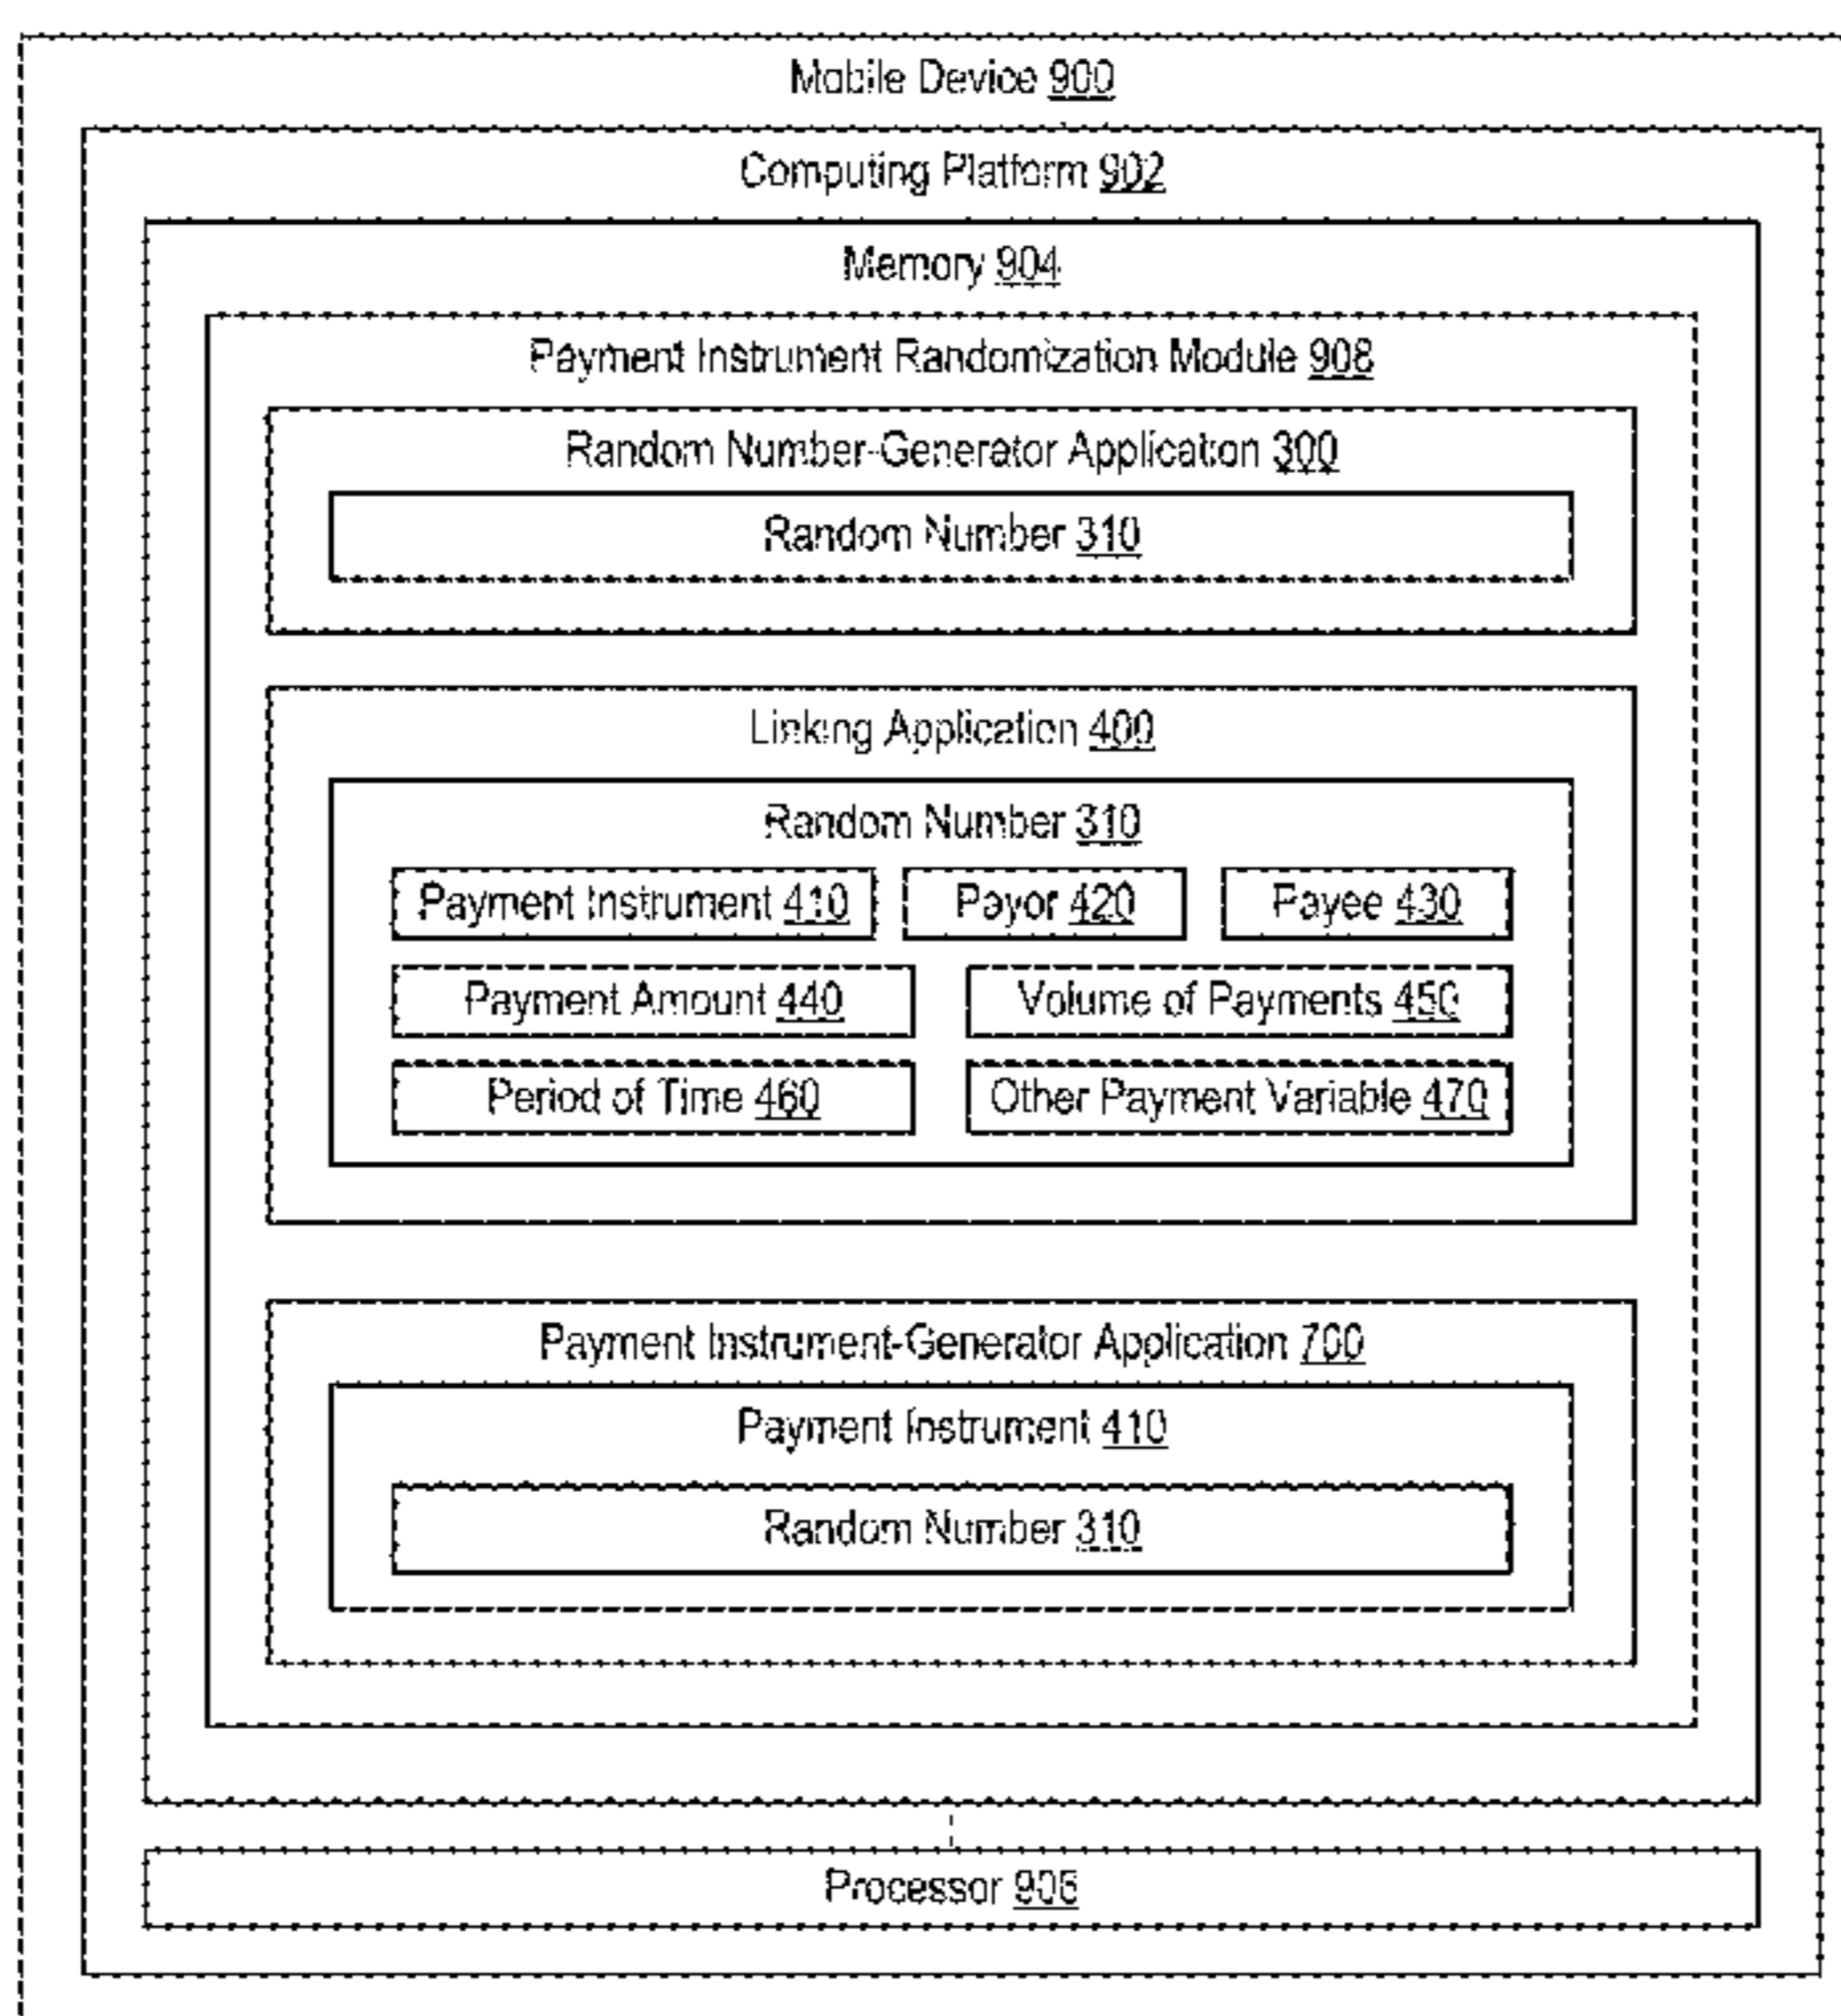 Mobile Device 900
Computing Platform 902
Memory 904
Payment Instrument Randomization Module 908
Random Number-Generator Application 300
Random Number 310
Linking Application 400
Random Number 310
Payment Instrument 410 Payor 420 Payee 430
Payment Amount 440 Volume of Payments 450
Period of Time 460 Other Payment Variable 470
Payment Instrument-Generator Application 700
Payment Instrument 410
Random Number 310
Processor 906